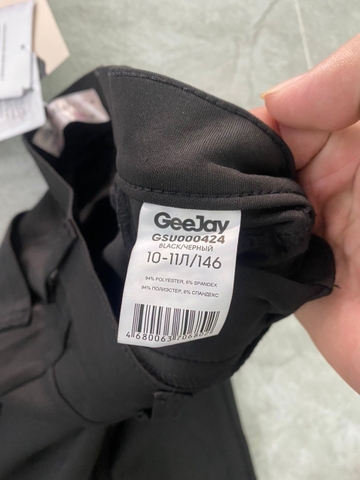 GeeJay
GSU000424
BLACK/ЧЕРНЫЙ
10-11Л/146
94% POLYESTER, 6% SPANDEX
94% ПОЛИЭСТЕР, 6% СПАНДЕКС